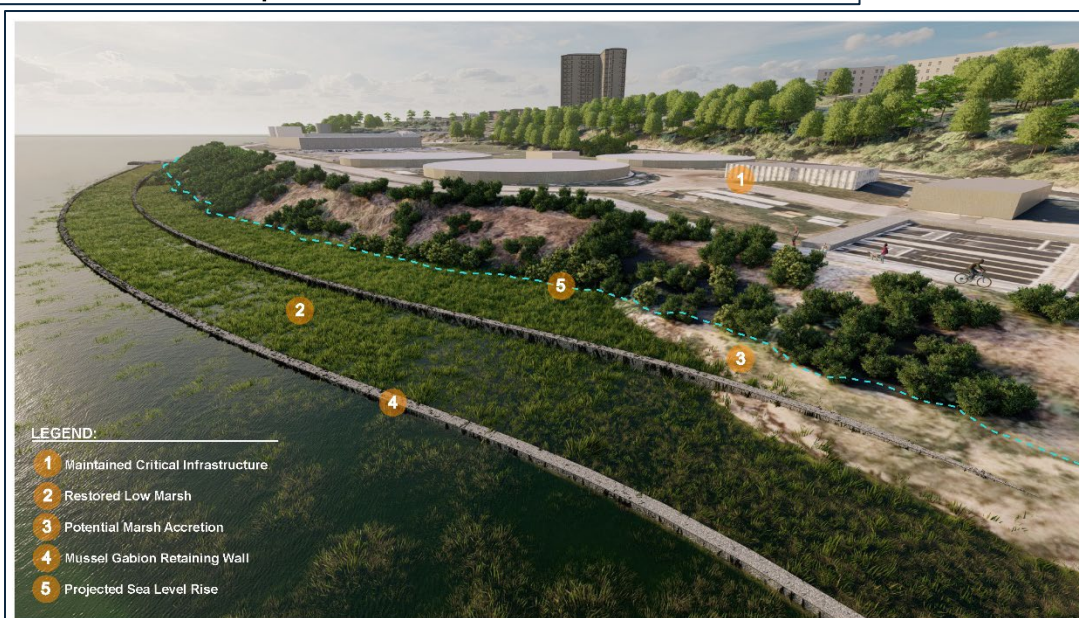 1
5
2
3
4
LEGEND:
1 Maintained Critical Infrastructure
2 Restored Low Marsh
3 Potential Marsh Accretion
4 Mussel Gabion Retaining Wall
5 Projected Sea Level Rise